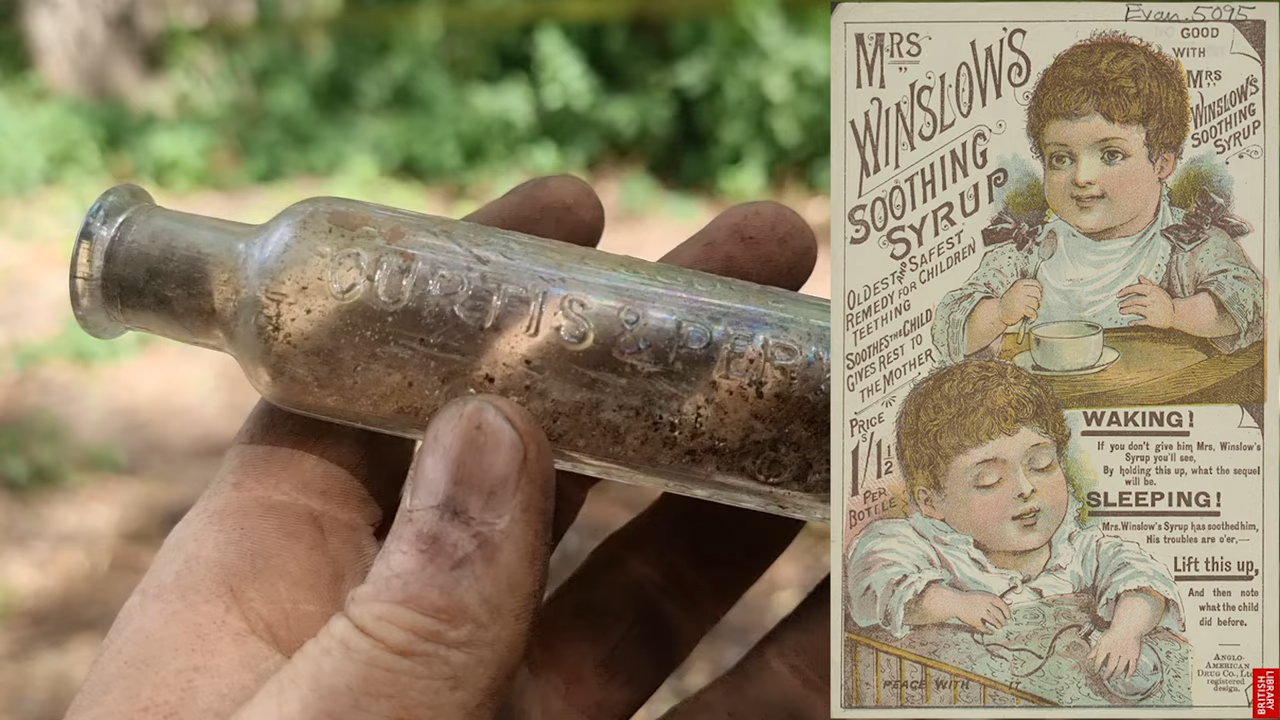 CURTIS & PER
Evan.5095
MRS
WINSLOW'S
SOOTHING
SYRUP
OLDEST AND SAFEST
REMEDY FOR CHILDREN
TEETHING
SOOTHES THE CHILD
GIVES REST TO
THE MOTHER
PRICE
1/1½
PER
BOTTLE
GOOD
WITH
MRS
WINSLOW'S
SOOTHING
SYRUP
WAKING!
If you don't give him Mrs. Winslow's
Syrup you'll see,
By holding this up, what the sequel
will be.
SLEEPING!
Mrs. Winslow's Syrup has soothed him,
His troubles are o'er,—
Lift this up,
And then note
what the child
did before.
ANGLO-
AMERICAN
DRUG CO., Ltd
registered
design.
PEACE WITH IT
BRITISH
LIBRARY